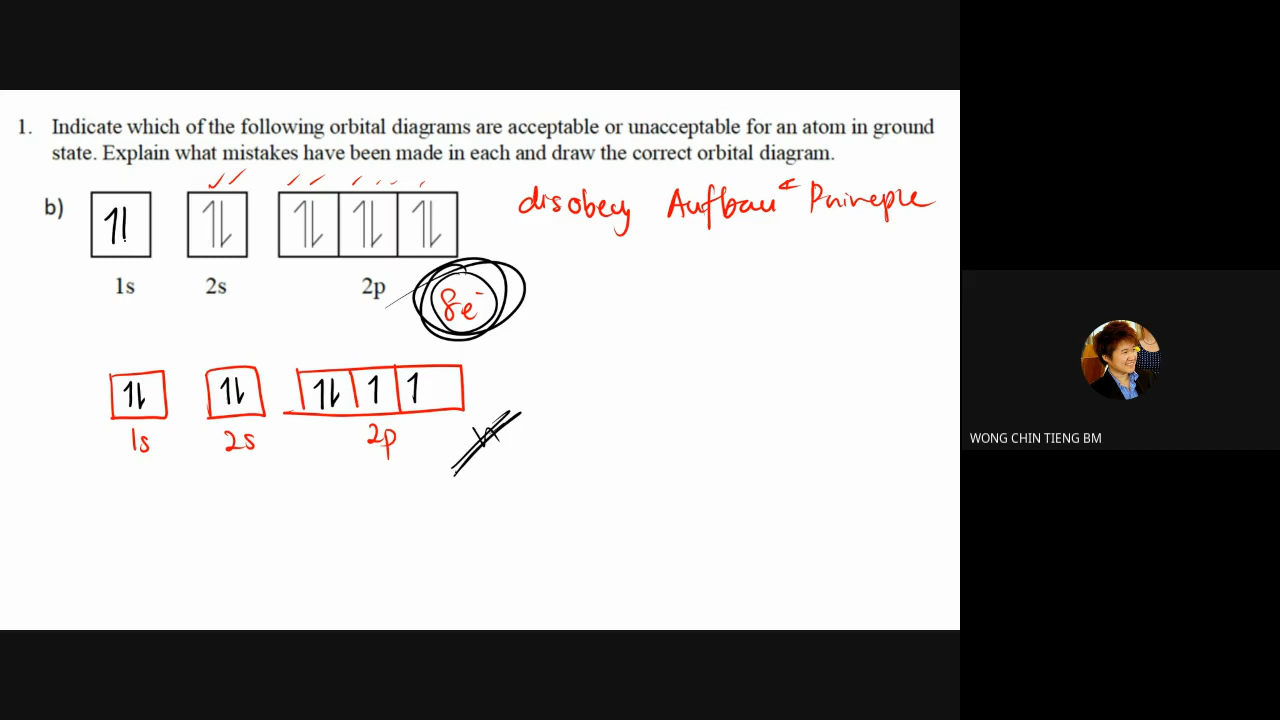 1. Indicate which of the following orbital diagrams are acceptable or unacceptable for an atom in ground
state. Explain what mistakes have been made in each and draw the correct orbital diagram.
disobey Aufbau Principle
b) 1s 2s 2p
8e⁻
1s 2s 2p
WONG CHIN TIENG BM